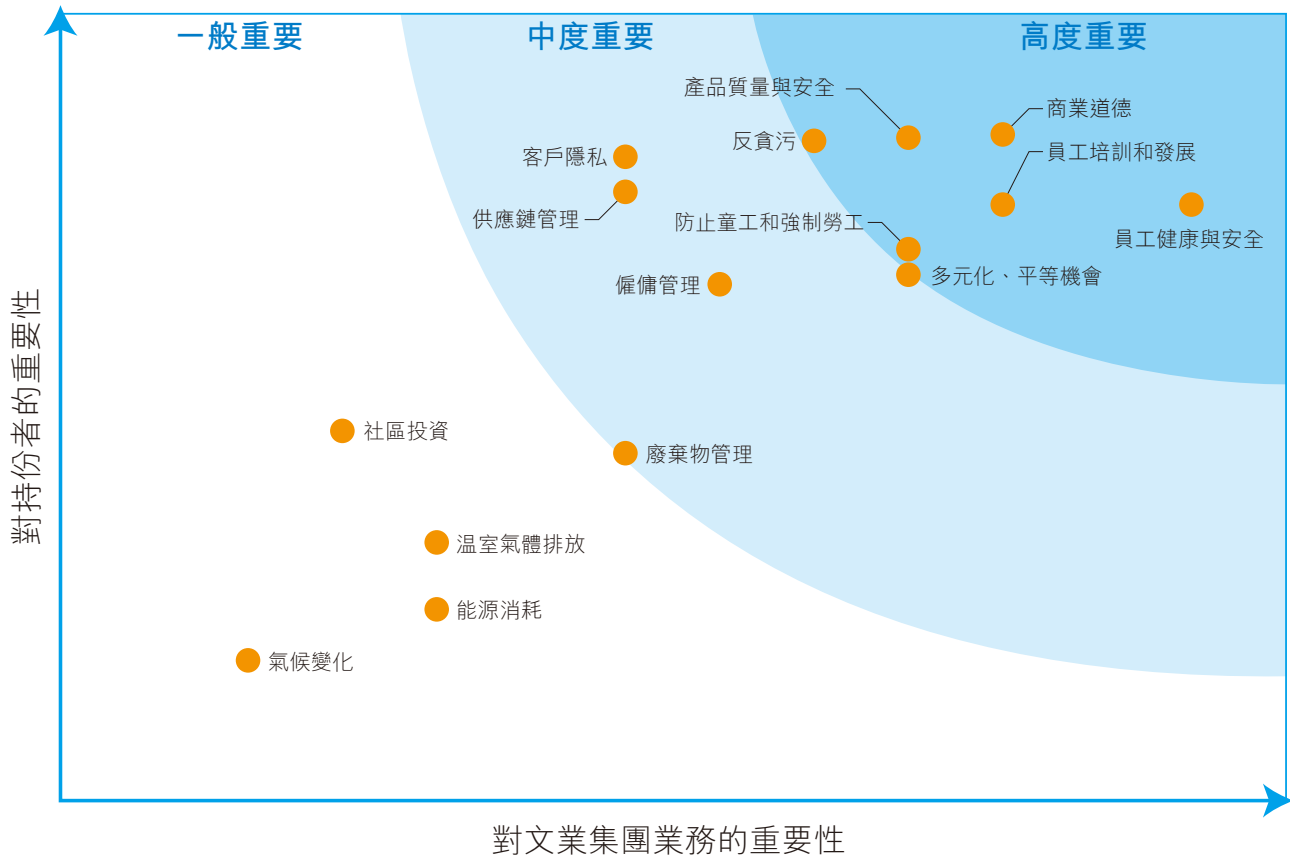 一般重要
中度重要
高度重要
產品質量與安全
商業道德
反貪污
員工培訓和發展
客戶隱私
供應鏈管理
防止童工和強制勞工
員工健康與安全
多元化、平等機會
僱傭管理
社區投資
廢棄物管理
温室氣體排放
能源消耗
氣候變化
對持份者的重要性
對文業集團業務的重要性